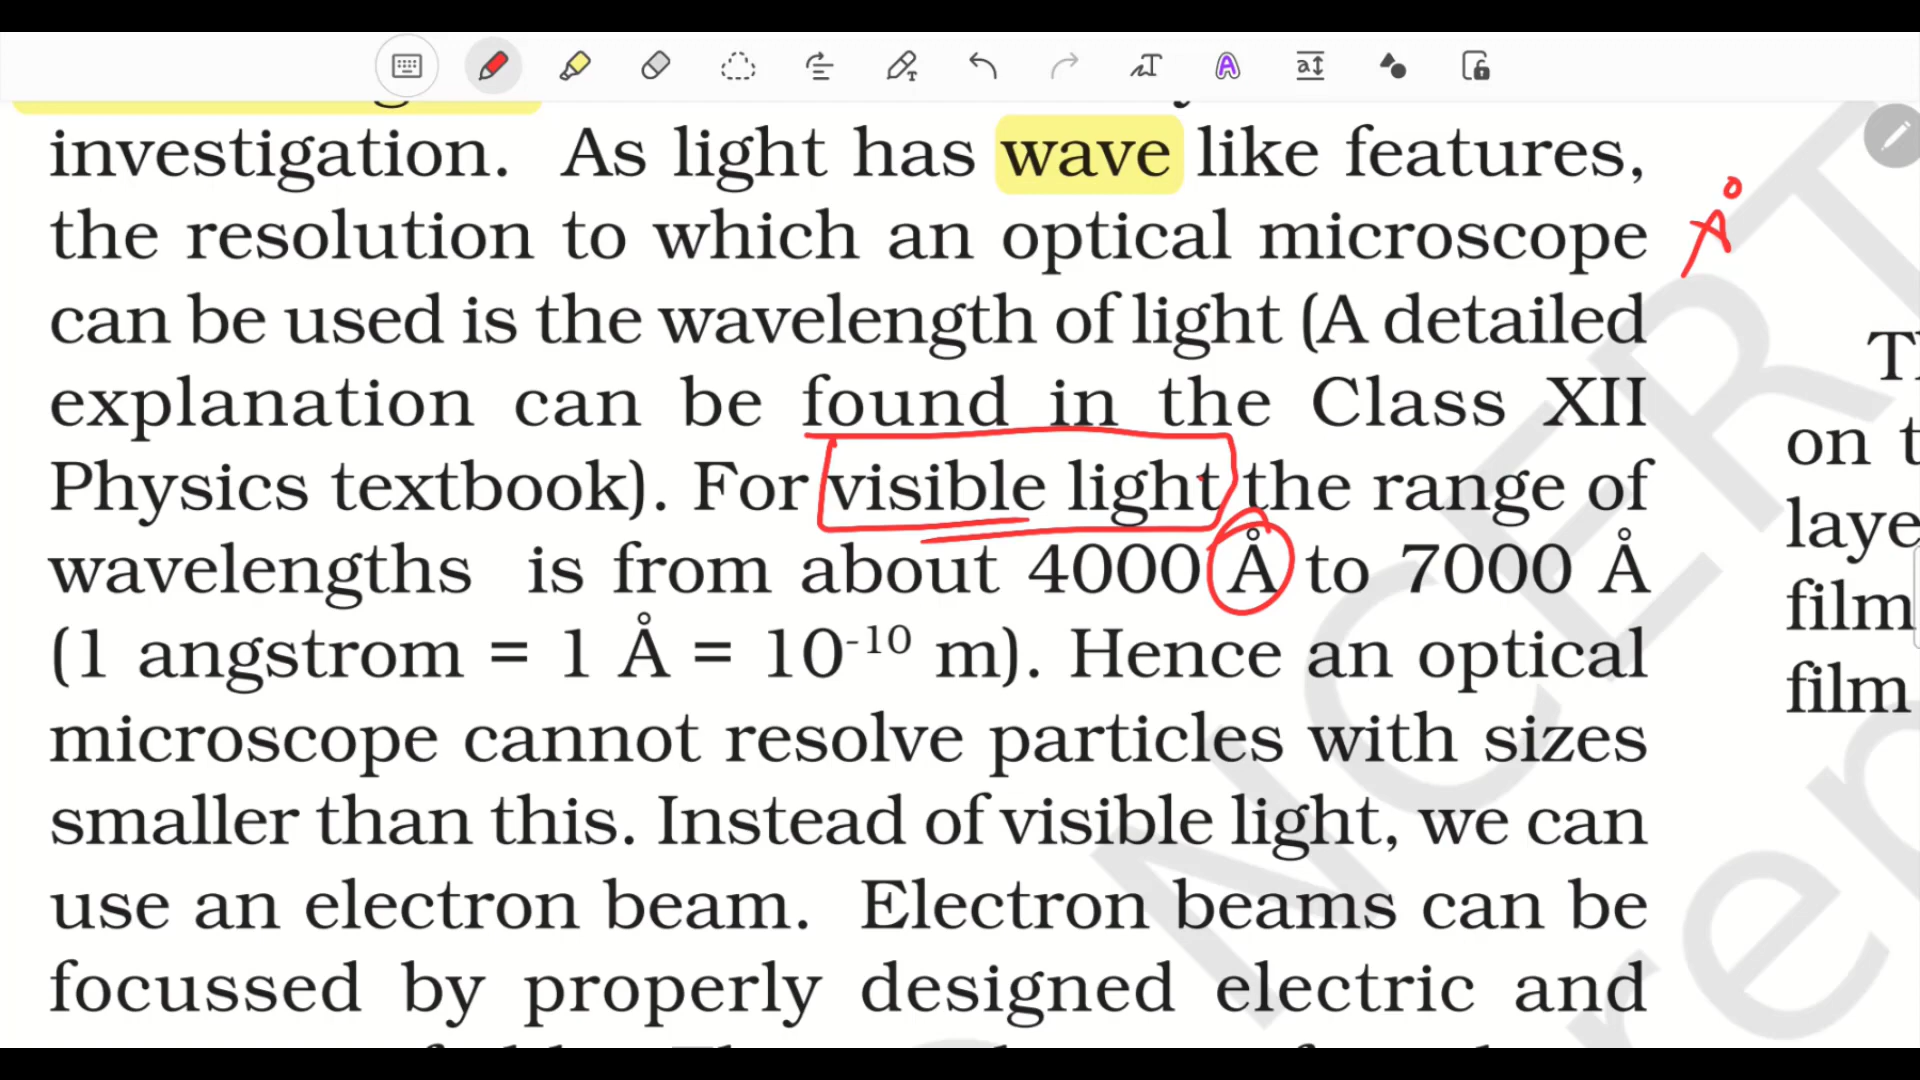 investigation. As light has wave like features,
the resolution to which an optical microscope
can be used is the wavelength of light (A detailed
explanation can be found in the Class XII
Physics textbook). For visible light the range of
wavelengths is from about 4000 Å to 7000 Å
(1 angstrom = 1 Å = 10⁻¹⁰ m). Hence an optical
microscope cannot resolve particles with sizes
smaller than this. Instead of visible light, we can
use an electron beam. Electron beams can be
focussed by properly designed electric and
A°
on
film
film
NCERT